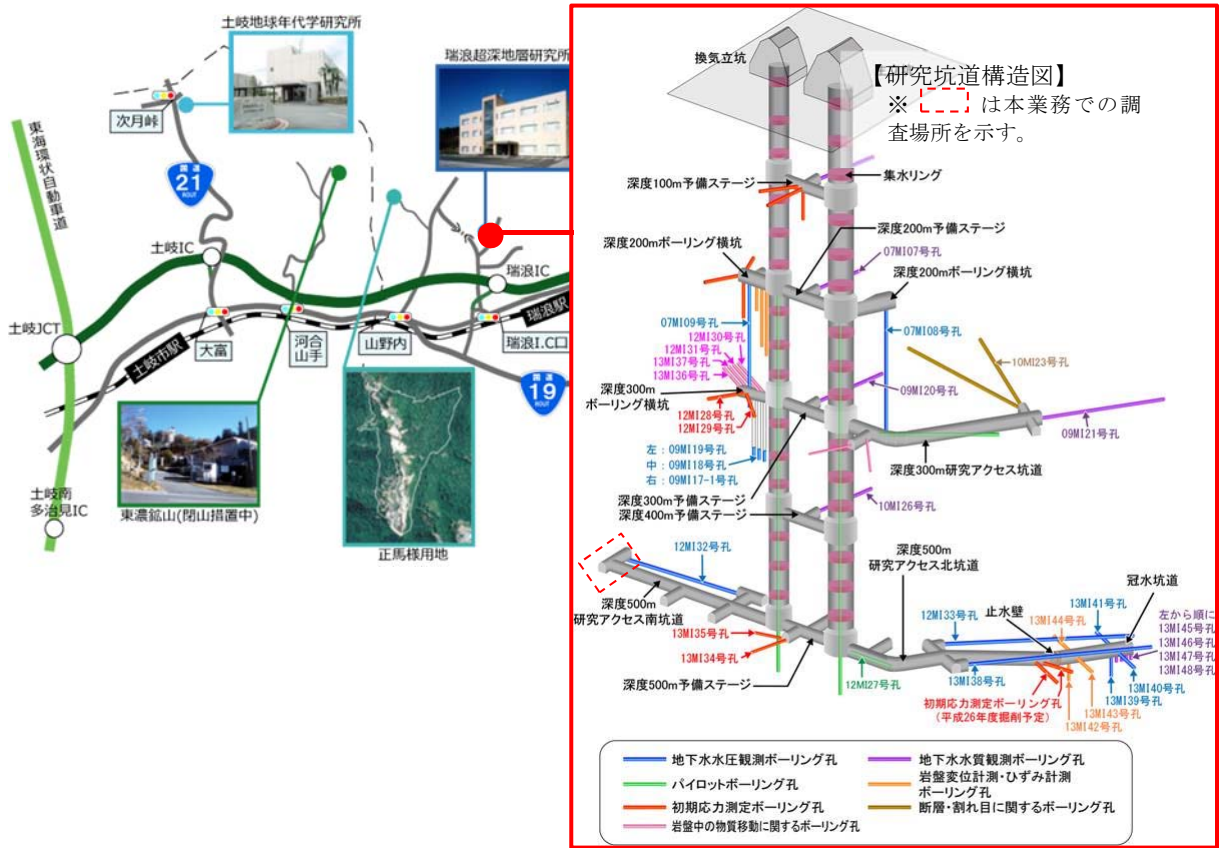 土岐地球年代学研究所
瑞浪超深地層研究所
次月峠
東海環状自動車道
国道
21
ROUTE
土岐IC
瑞浪IC
土岐JCT
土岐市駅
大富
河合
山手
山野内
瑞浪I.C口
瑞浪駅
国道
19
ROUTE
土岐南
多治見IC
東濃鉱山(閉山措置中)
正馬様用地
換気立坑
【研究坑道構造図】
※ は本業務での調
査場所を示す。
深度100m予備ステージ
集水リング
深度200mボーリング横坑
深度200m予備ステージ
07MI07号孔
深度200mボーリング横坑
07MI09号孔
07MI08号孔
12MI30号孔
12MI31号孔
13MI37号孔
13MI36号孔
10MI23号孔
深度300m
ボーリング横坑
09MI20号孔
12MI28号孔
12MI29号孔
09MI21号孔
左：09MI19号孔
中：09MI18号孔
右：09MI17-1号孔
深度300m研究アクセス坑道
深度300m予備ステージ
深度400m予備ステージ
10MI26号孔
12MI32号孔
深度500m
研究アクセス北坑道
冠水坑道
深度500m
研究アクセス南坑道
12MI33号孔
止水壁
13MI41号孔
13MI44号孔
左から順に
13MI45号孔
13MI46号孔
13MI47号孔
13MI48号孔
13MI35号孔
13MI34号孔
深度500m予備ステージ
12MI27号孔
13MI38号孔
13MI40号孔
13MI39号孔
初期応力測定ボーリング孔
(平成26年度掘削予定)
13MI43号孔
13MI42号孔
地下水水圧観測ボーリング孔
地下水水質観測ボーリング孔
パイロットボーリング孔
岩盤変位計測・ひずみ計測
ボーリング孔
初期応力測定ボーリング孔
断層・割れ目に関するボーリング孔
岩盤中の物質移動に関するボーリング孔